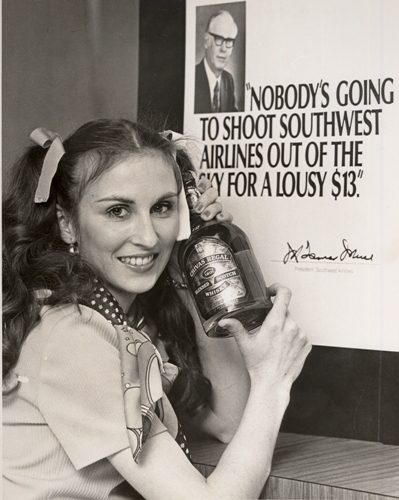 "NOBODY'S GOING
TO SHOOT SOUTHWEST
AIRLINES OUT OF THE
SKY FOR A LOUSY $13."
President Southwest Airlines
CHIVAS REGAL
SCOTCH
WHISKY